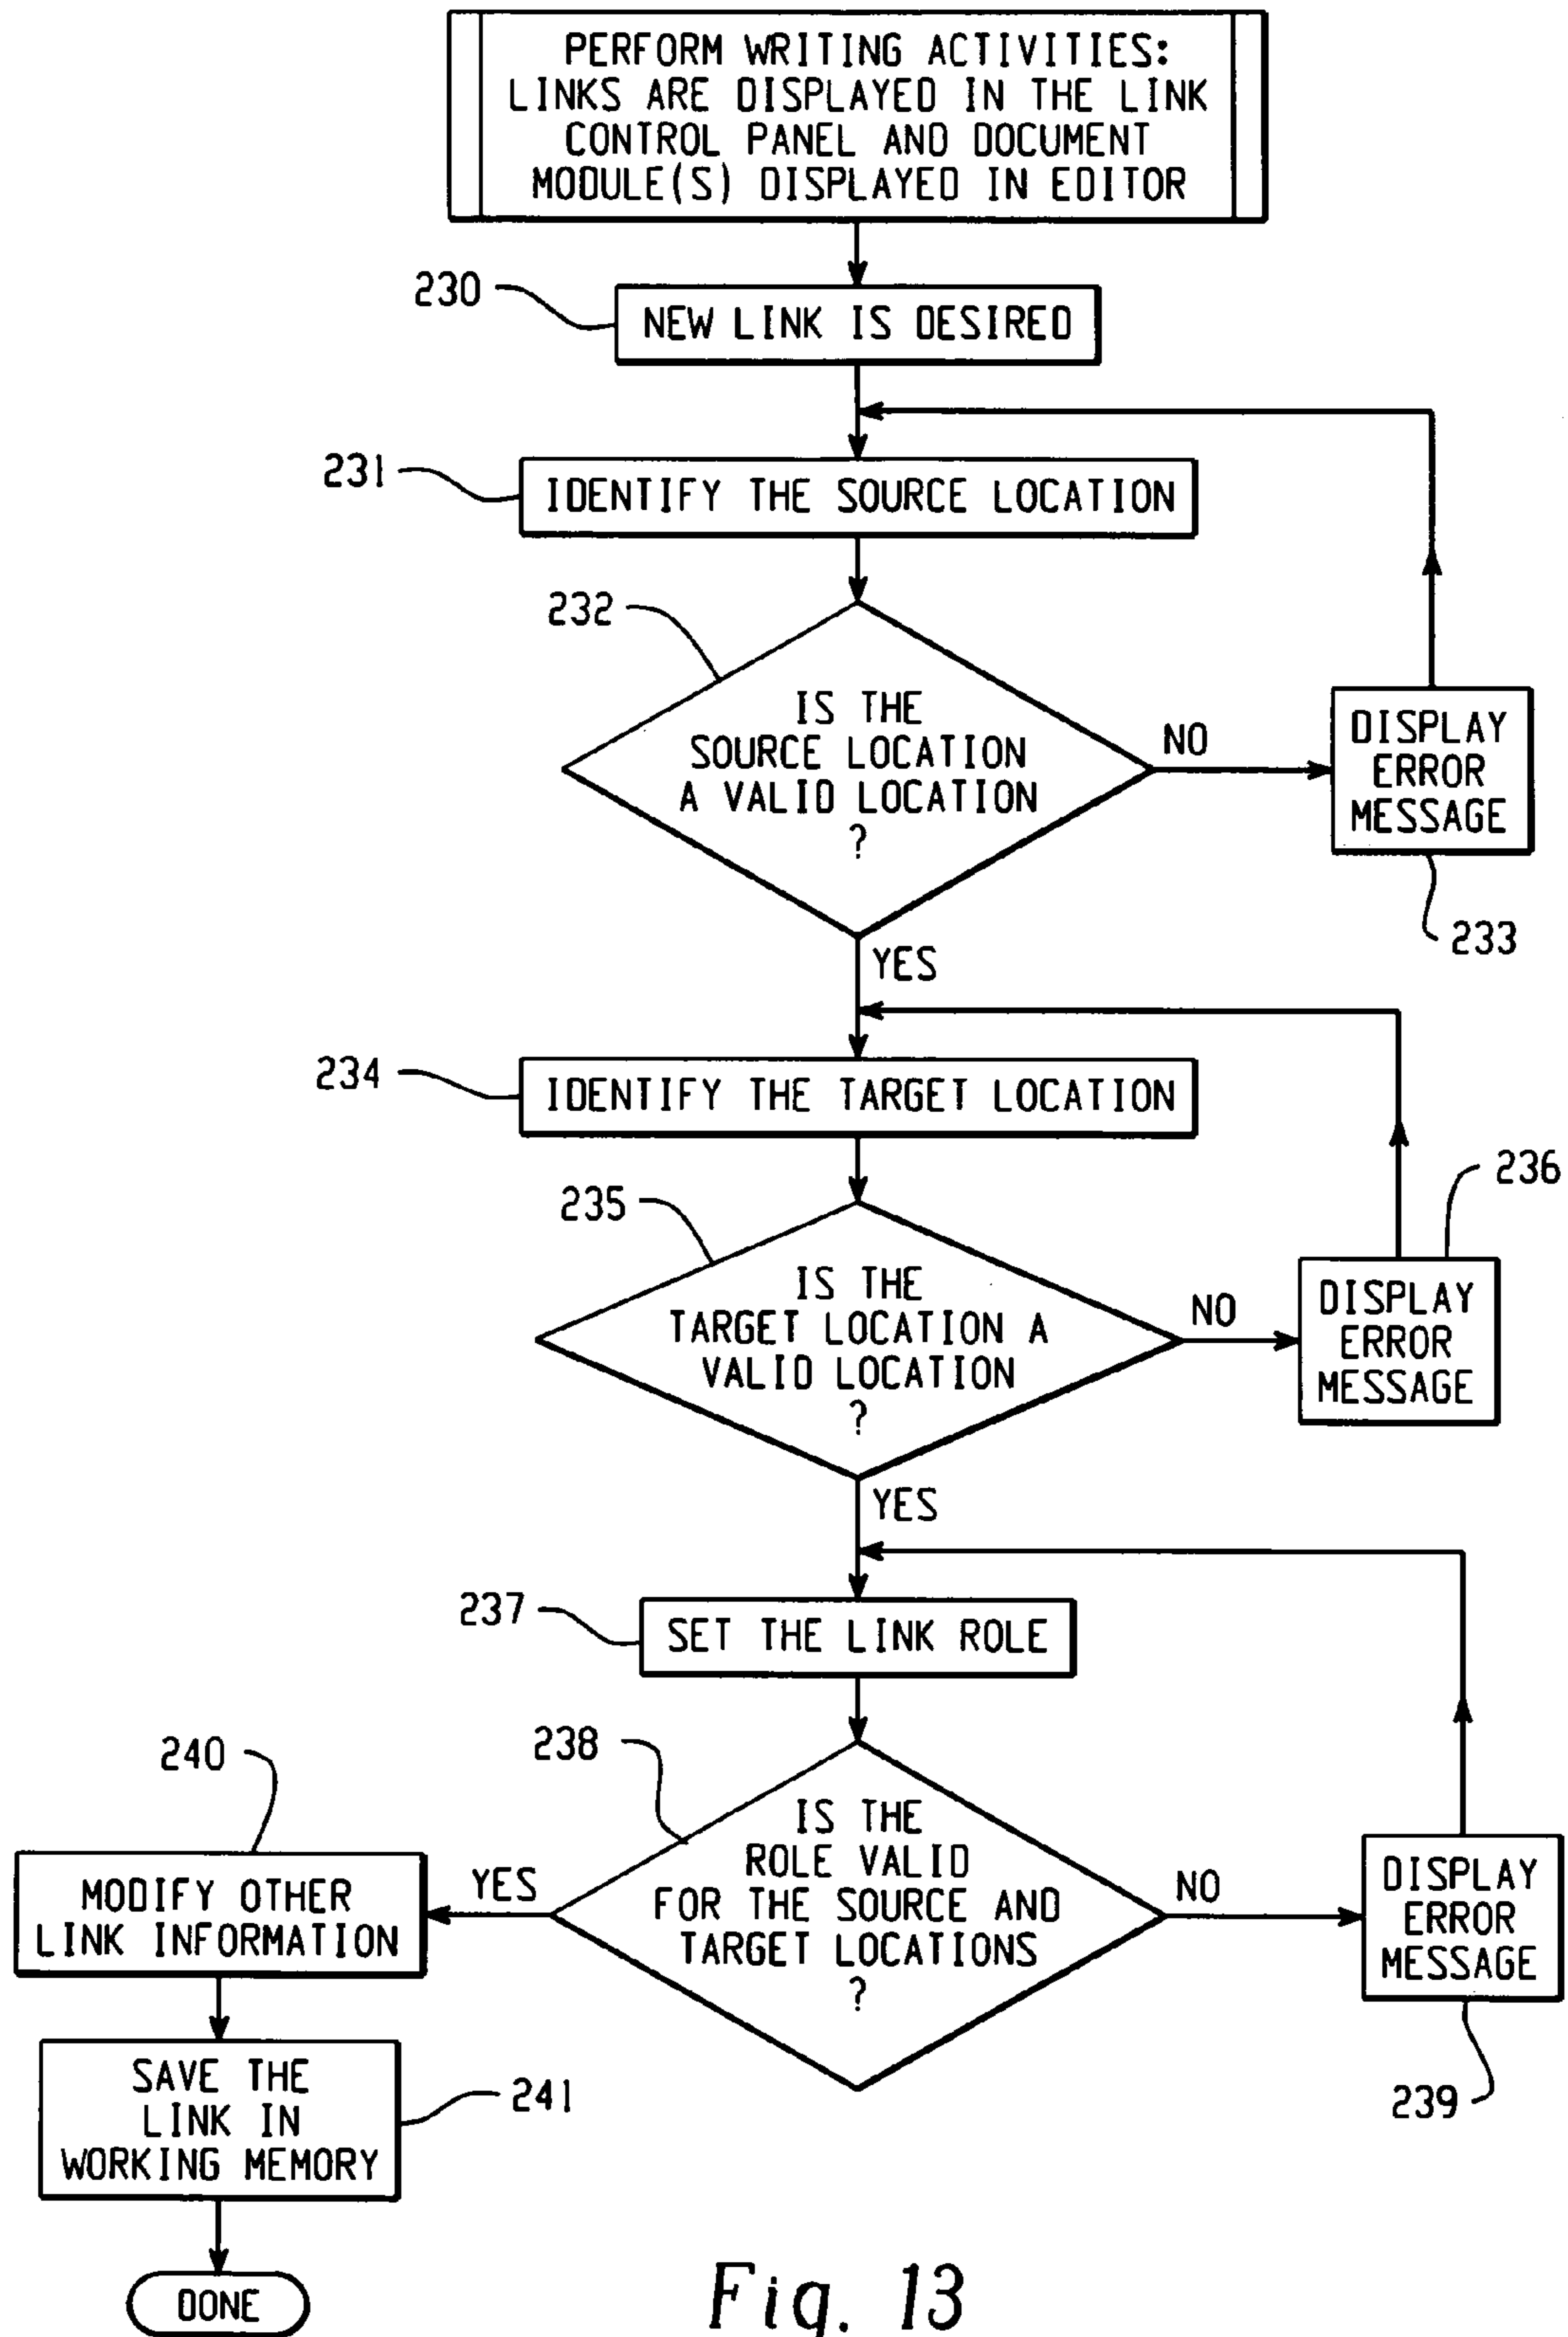 PERFORM WRITING ACTIVITIES:
LINKS ARE DISPLAYED IN THE LINK
CONTROL PANEL AND DOCUMENT
MODULE(S) DISPLAYED IN EDITOR
230
NEW LINK IS DESIRED
231
IDENTIFY THE SOURCE LOCATION
232
IS THE
SOURCE LOCATION
A VALID LOCATION
?
NO
DISPLAY
ERROR
MESSAGE
233
YES
234
IDENTIFY THE TARGET LOCATION
235
IS THE
TARGET LOCATION A
VALID LOCATION
?
NO
236
DISPLAY
ERROR
MESSAGE
YES
237
SET THE LINK ROLE
238
IS THE
ROLE VALID
FOR THE SOURCE AND
TARGET LOCATIONS
?
NO
DISPLAY
ERROR
MESSAGE
239
YES
240
MODIFY OTHER
LINK INFORMATION
SAVE THE
LINK IN
WORKING MEMORY
241
DONE
Fig. 13